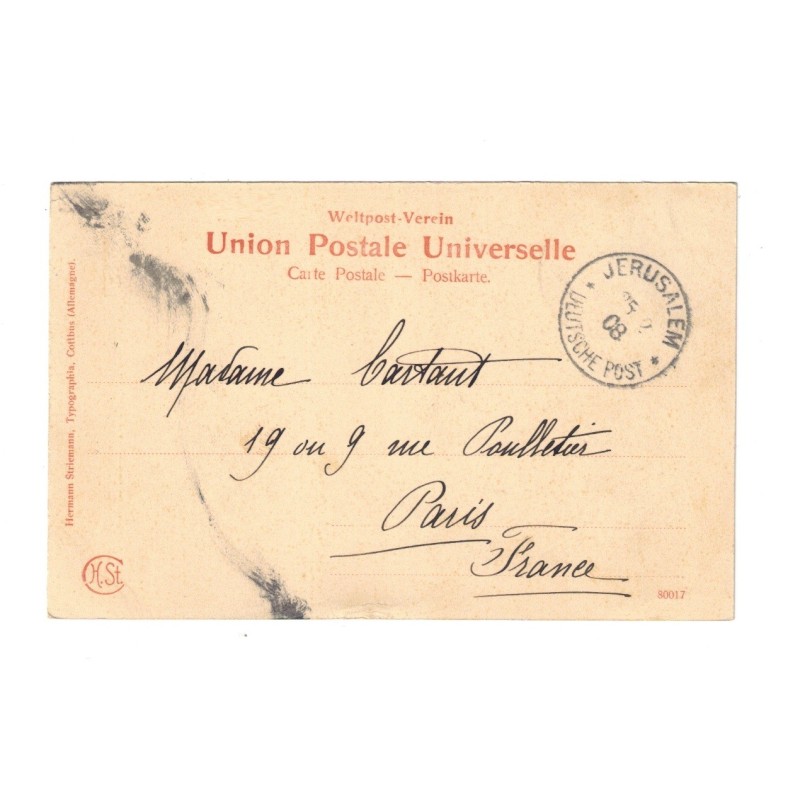 Weltpost-Verein
Union Postale Universelle
Carte Postale — Postkarte.
JERUSALEM
08
* DEUTSCHE POST *
Madame Cartaut
19 ou 9 rue Poulletier
Paris
France
Hermann Striemann, Typographia, Cottbus (Allemagne).
H.St.
80017